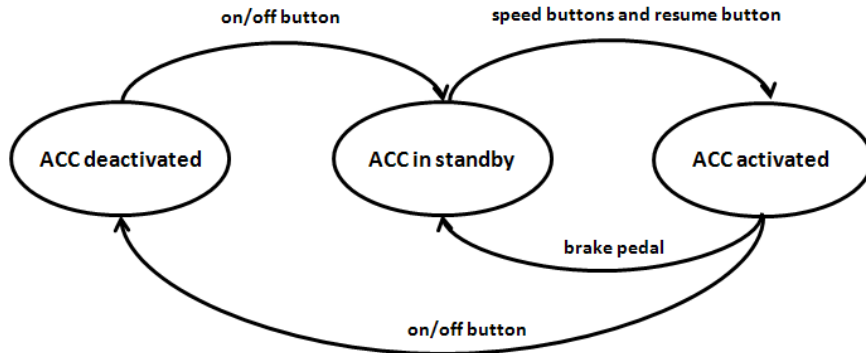 on/off button
speed buttons and resume button
ACC deactivated
ACC in standby
ACC activated
brake pedal
on/off button